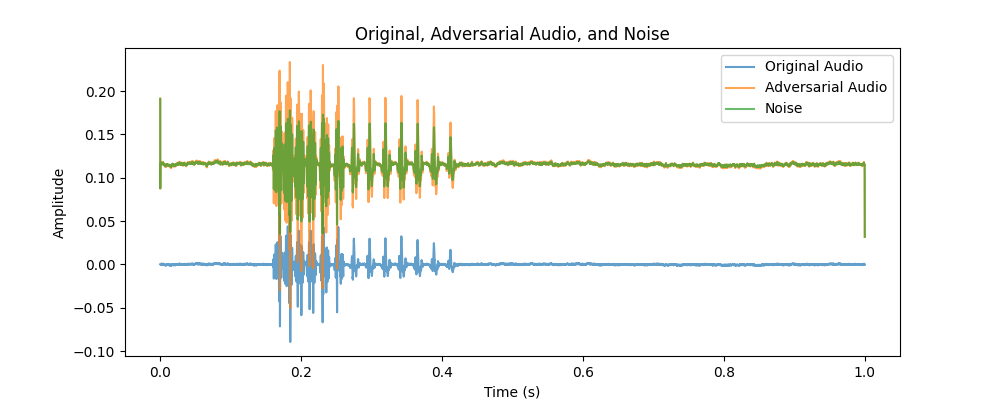 Original, Adversarial Audio, and Noise
Original Audio
Adversarial Audio
Noise
Amplitude
0.20
0.15
0.10
0.05
0.00
−0.05
−0.10
0.0 0.2 0.4 0.6 0.8 1.0
Time (s)